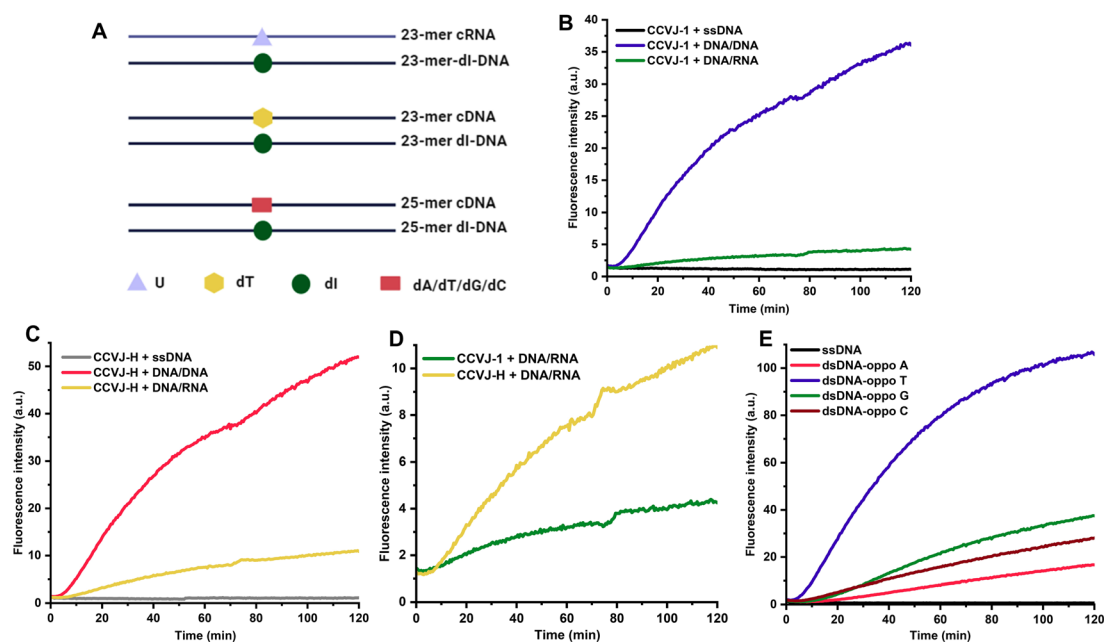 A
23-mer cRNA
23-mer-dI-DNA
23-mer cDNA
23-mer dI-DNA
25-mer cDNA
25-mer dI-DNA
U
dT
dI
dA/dT/dG/dC
B
CCVJ-1 + ssDNA
CCVJ-1 + DNA/DNA
CCVJ-1 + DNA/RNA
Fluorescence intensity (a.u.)
40
35
30
25
20
15
10
5
0
0 20 40 60 80 100 120
Time (min)
C
CCVJ-H + ssDNA
CCVJ-H + DNA/DNA
CCVJ-H + DNA/RNA
Fluorescence intensity (a.u.)
50
40
30
20
10
0
0 20 40 60 80 100 120
Time (min)
D
CCVJ-1 + DNA/RNA
CCVJ-H + DNA/RNA
Fluorescence intensity (a.u.)
10
8
6
4
2
0
0 20 40 60 80 100 120
Time (min)
E
ssDNA
dsDNA-oppo A
dsDNA-oppo T
dsDNA-oppo G
dsDNA-oppo C
Fluorescence intensity (a.u.)
100
80
60
40
20
0
0 20 40 60 80 100 120
Time (min)